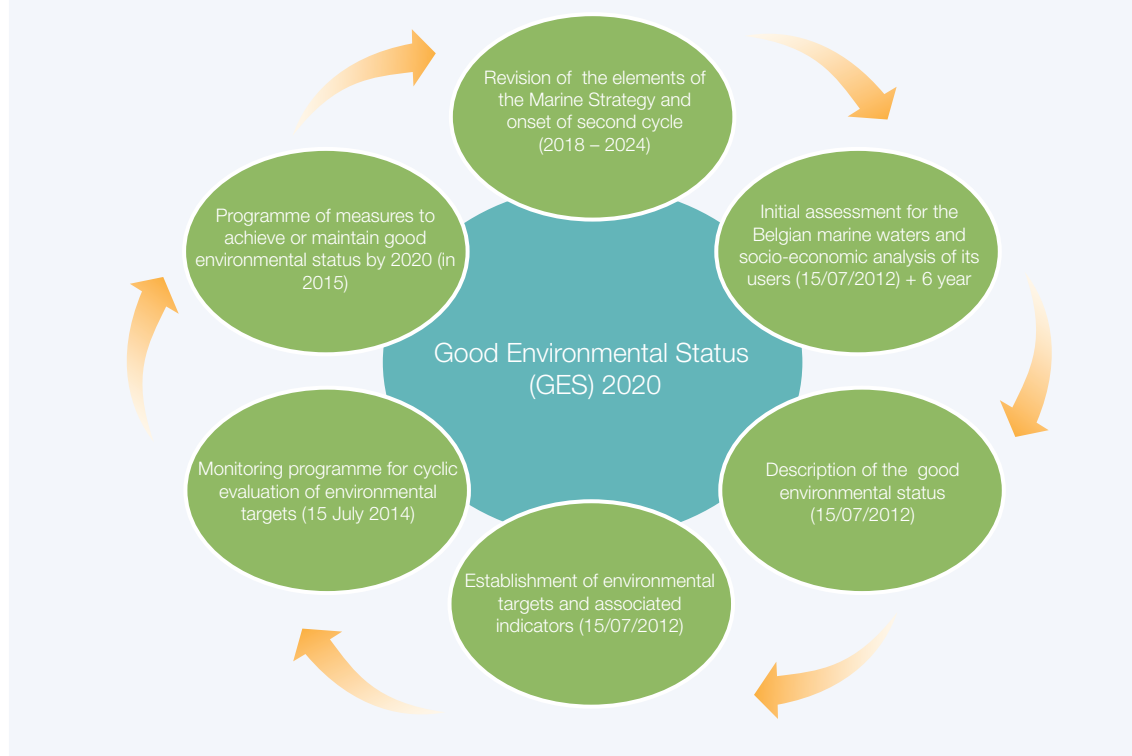 Revision of the elements of
the Marine Strategy and
onset of second cycle
(2018 – 2024)
Initial assessment for the
Belgian marine waters and
socio-economic analysis of its
users (15/07/2012) + 6 year
Description of the good
environmental status
(15/07/2012)
Establishment of environmental
targets and associated
indicators (15/07/2012)
Monitoring programme for cyclic
evaluation of environmental
targets (15 July 2014)
Programme of measures to
achieve or maintain good
environmental status by 2020 (in
2015)
Good Environmental Status
(GES) 2020